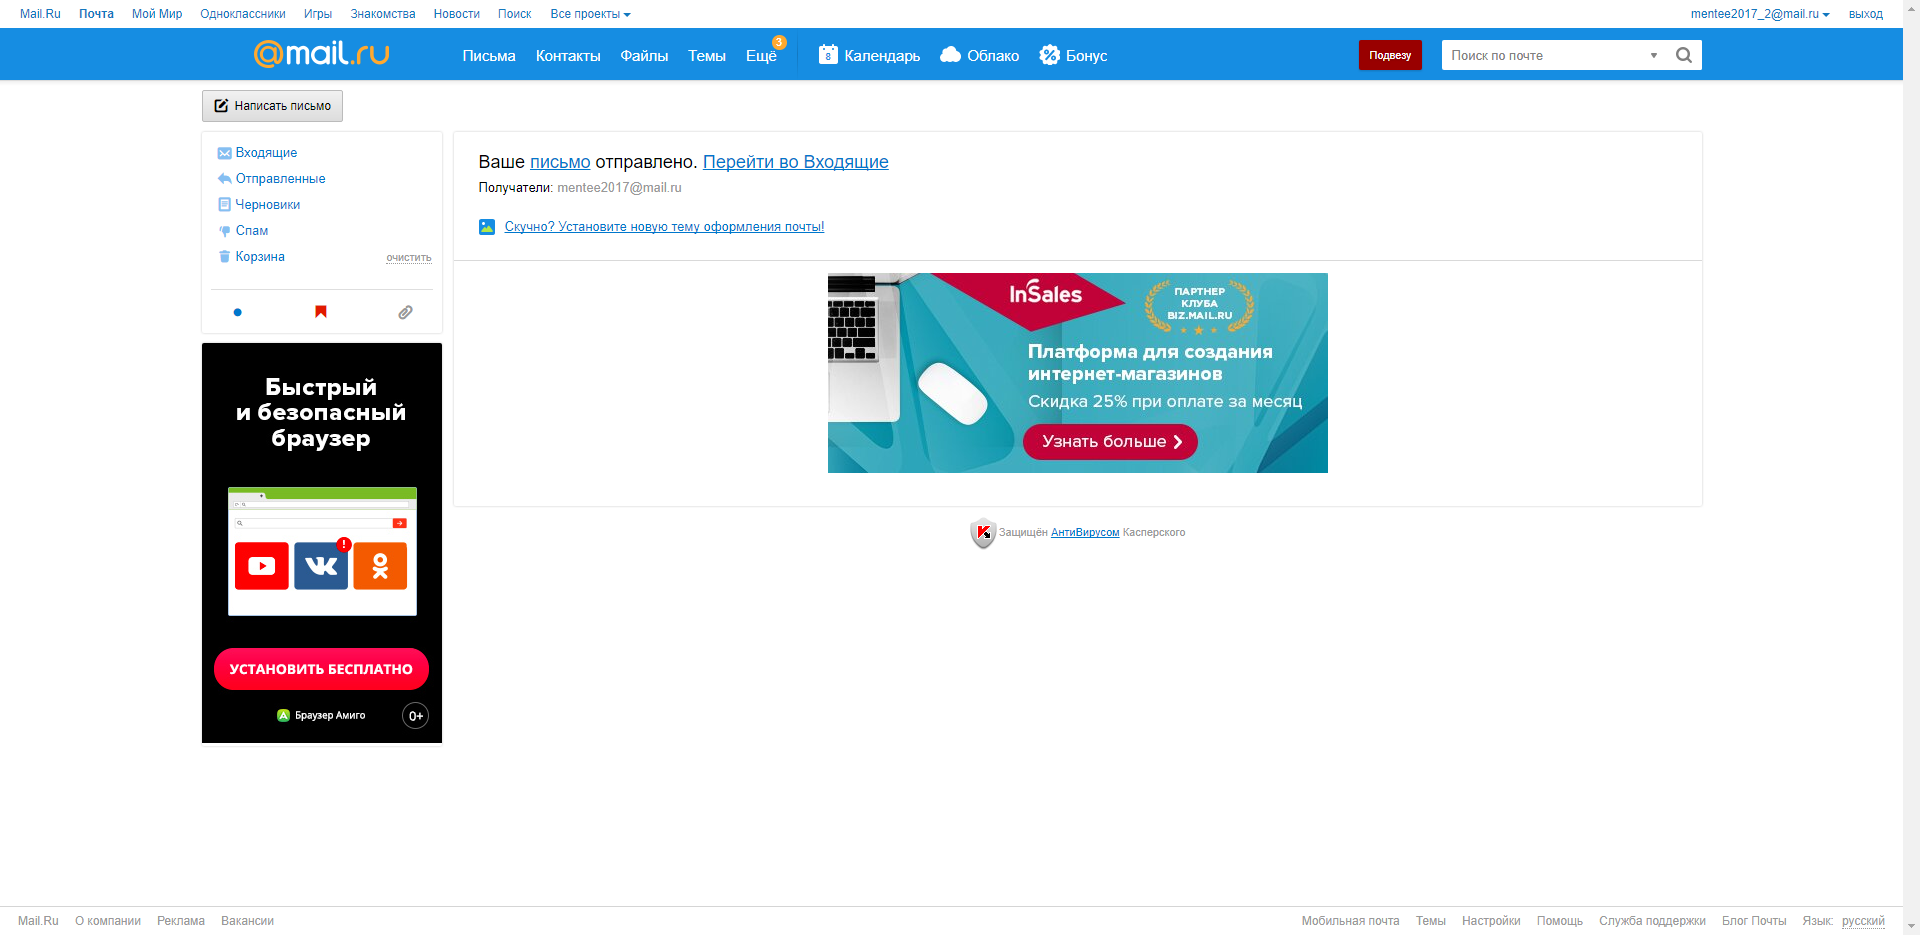 Mail.Ru Почта Мой Мир Одноклассники Игры Знакомства Новости Поиск Все проекты mentee2017_2@mail.ru выход
@mail.ru Письма Контакты Файлы Темы Ещё 3 8 Календарь Облако Бонус Подвезу Поиск по почте
Написать письмо
Входящие
Отправленные
Черновики
Спам
Корзина очистить
Ваше письмо отправлено. Перейти во Входящие
Получатели: mentee2017@mail.ru
Скучно? Установите новую тему оформления почты!
Быстрый
и безопасный
браузер
!
УСТАНОВИТЬ БЕСПЛАТНО
Браузер Амиго 0+
InSales
ПАРТНЕР
КЛУБА
BIZ.MAIL.RU
Платформа для создания
интернет-магазинов
Скидка 25% при оплате за месяц
Узнать больше
Защищён АнтиВирусом Касперского
Mail.Ru О компании Реклама Вакансии Мобильная почта Темы Настройки Помощь Служба поддержки Блог Почты Язык: русский